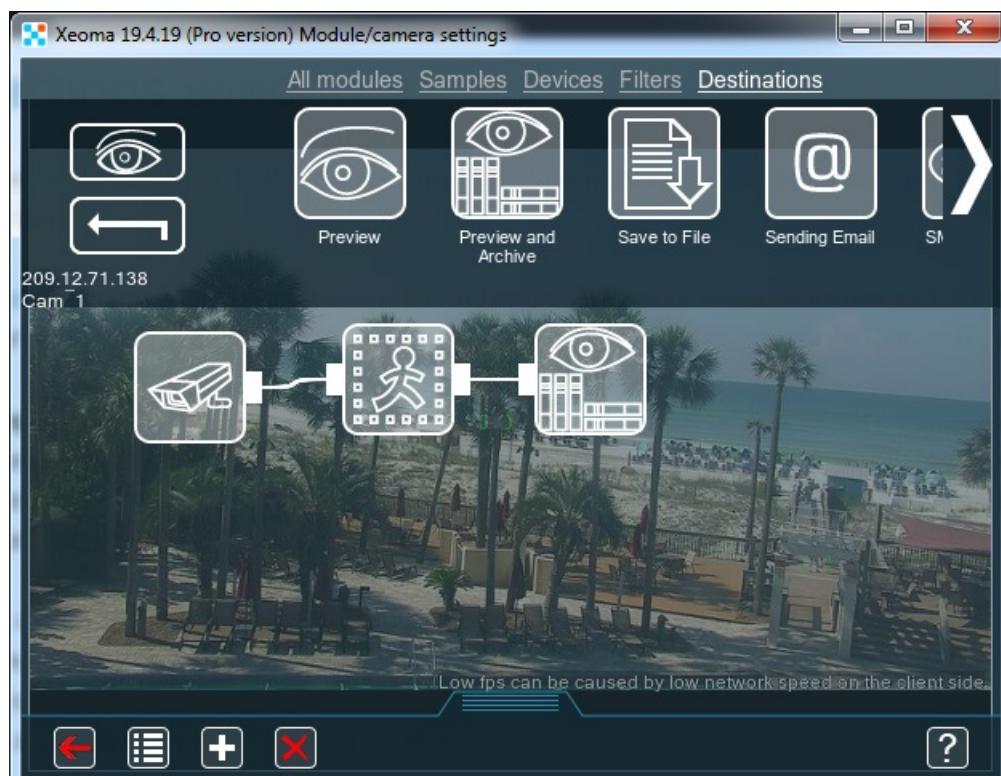 Xeoma 19.4.19 (Pro version) Module/camera settings
All modules Samples Devices Filters Destinations
Preview
Preview and
Archive
Save to File
Sending Email
209.12.71.138
Cam_1
Low fps can be caused by low network speed on the client side.
?